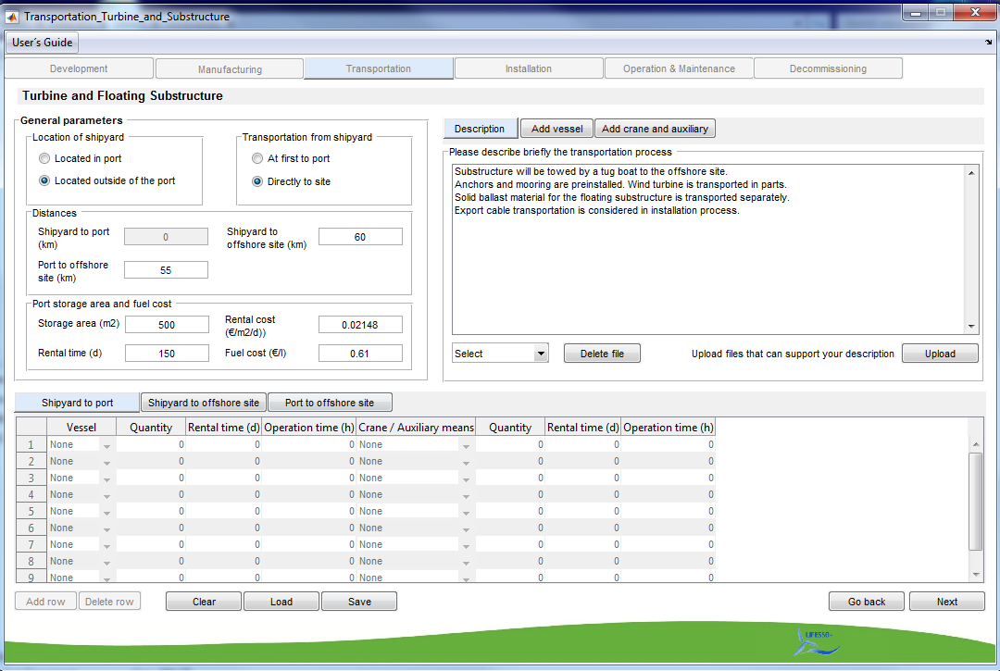 Transportation_Turbine_and_Substructure
User´s Guide
Development Manufacturing Transportation Installation Operation & Maintenance Decommissioning
Turbine and Floating Substructure
General parameters
Location of shipyard
Located in port
Located outside of the port
Transportation from shipyard
At first to port
Directly to site
Distances
Shipyard to port
(km)
0
Shipyard to
offshore site (km)
60
Port to offshore
site (km)
55
Port storage area and fuel cost
Storage area (m2)
500
Rental cost
(€/m2/d))
0.02148
Rental time (d)
150
Fuel cost (€/l)
0.61
Description Add vessel Add crane and auxiliary
Please describe briefly the transportation process
Substructure will be towed by a tug boat to the offshore site.
Anchors and mooring are preinstalled. Wind turbine is transported in parts.
Solid ballast material for the floating substructure is transported separately.
Export cable transportation is considered in installation process.
Select Delete file Upload files that can support your description Upload
Shipyard to port Shipyard to offshore site Port to offshore site
Vessel Quantity Rental time (d) Operation time (h) Crane / Auxiliary means Quantity Rental time (d) Operation time (h)
1 None 0 0 0 None 0 0 0
2 None 0 0 0 None 0 0 0
3 None 0 0 0 None 0 0 0
4 None 0 0 0 None 0 0 0
5 None 0 0 0 None 0 0 0
6 None 0 0 0 None 0 0 0
7 None 0 0 0 None 0 0 0
8 None 0 0 0 None 0 0 0
9 None 0 0 0 None 0 0 0
Add row Delete row Clear Load Save Go back Next
LIFES50+